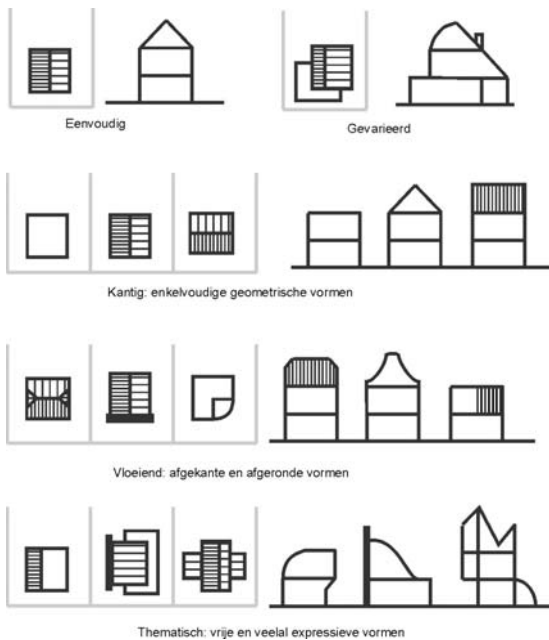 Eenvoudig
Gevarieerd
Kantig: enkelvoudige geometrische vormen
Vloeiend: afgekante en afgeronde vormen
Thematisch: vrije en veelal expressieve vormen